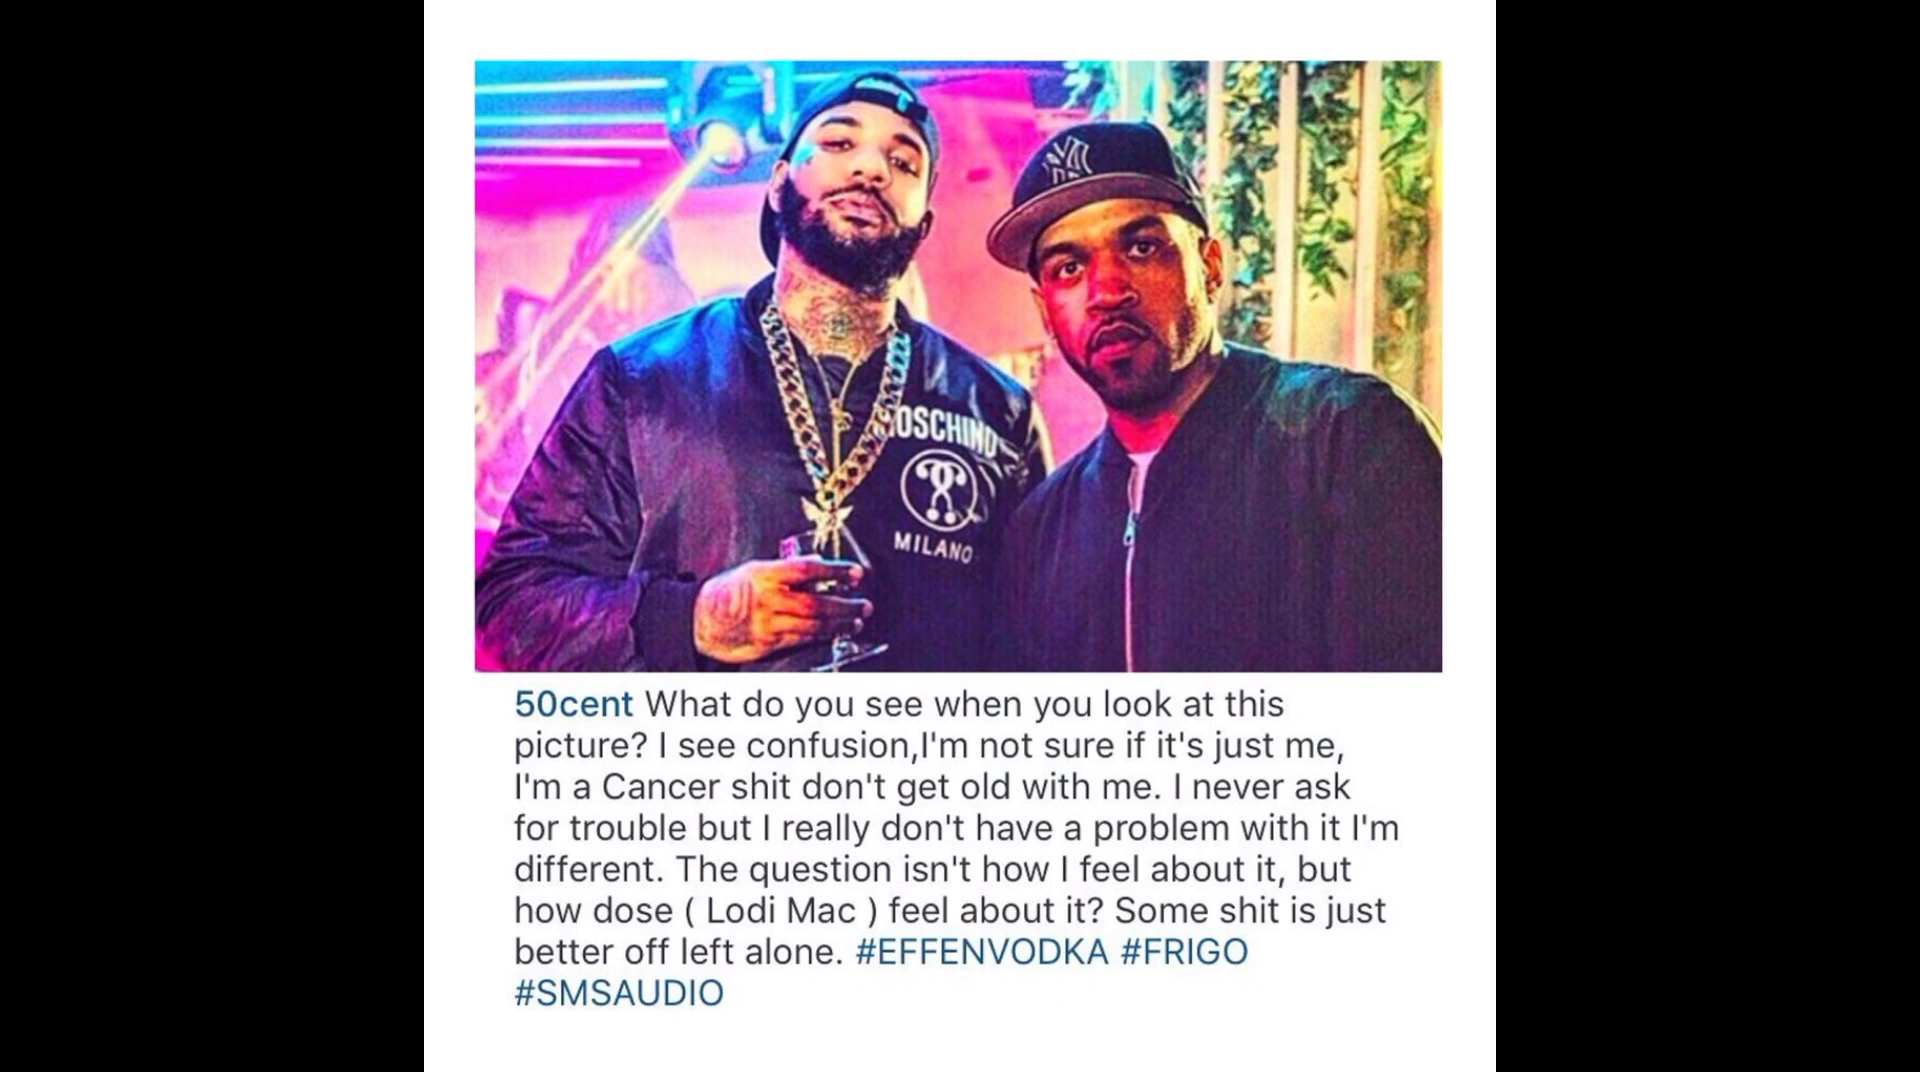 MOSCHINO
MILANO
50cent What do you see when you look at this
picture? I see confusion,I'm not sure if it's just me,
I'm a Cancer shit don't get old with me. I never ask
for trouble but I really don't have a problem with it I'm
different. The question isn't how I feel about it, but
how dose ( Lodi Mac ) feel about it? Some shit is just
better off left alone. #EFFENVODKA #FRIGO
#SMSAUDIO